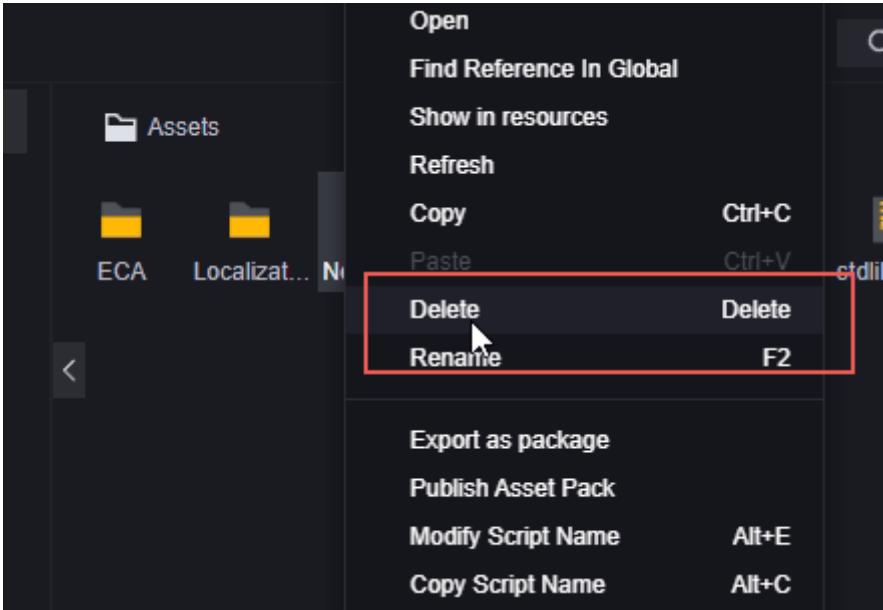 Open
Find Reference In Global
Assets
Show in resources
Refresh
Copy Ctrl+C
Paste Ctrl+V
ECA Localizat...
Delete Delete
Rename F2
Export as package
Publish Asset Pack
Modify Script Name Alt+E
Copy Script Name Alt+C